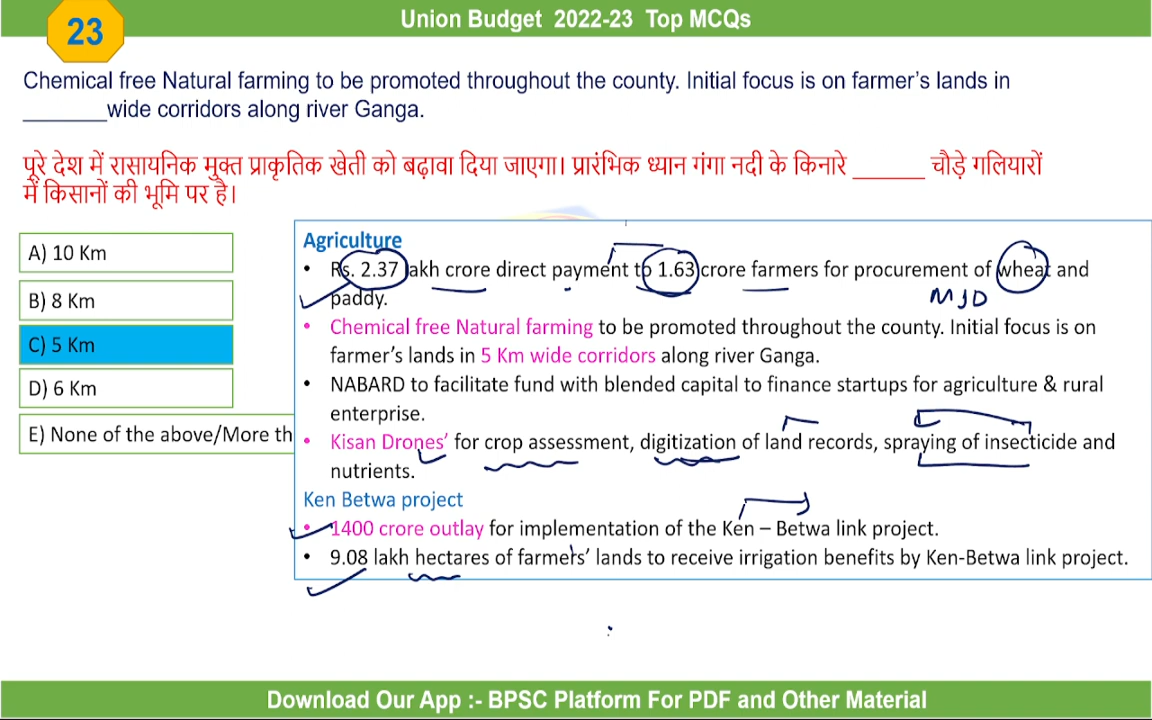 Union Budget 2022-23 Top MCQs
23
Chemical free Natural farming to be promoted throughout the county. Initial focus is on farmer's lands in
________wide corridors along river Ganga.
पूरे देश में रासायनिक मुक्त प्राकृतिक खेती को बढ़ावा दिया जाएगा। प्रारंभिक ध्यान गंगा नदी के किनारे ______ चौड़े गलियारों
में किसानों की भूमि पर है।
A) 10 Km
B) 8 Km
C) 5 Km
D) 6 Km
E) None of the above/More th
Agriculture
• Rs. 2.37 lakh crore direct payment to 1.63 crore farmers for procurement of wheat and
paddy.
MJD
• Chemical free Natural farming to be promoted throughout the county. Initial focus is on
farmer's lands in 5 Km wide corridors along river Ganga.
• NABARD to facilitate fund with blended capital to finance startups for agriculture & rural
enterprise.
• Kisan Drones' for crop assessment, digitization of land records, spraying of insecticide and
nutrients.
Ken Betwa project
• 1400 crore outlay for implementation of the Ken – Betwa link project.
• 9.08 lakh hectares of farmers' lands to receive irrigation benefits by Ken-Betwa link project.
Download Our App :- BPSC Platform For PDF and Other Material